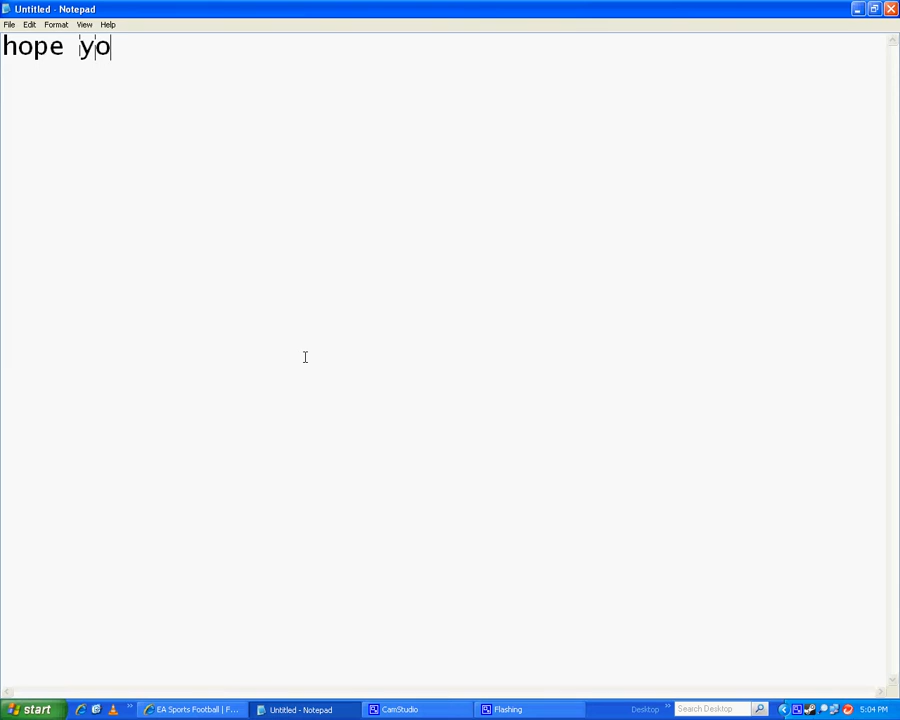 Untitled - Notepad
File Edit Format View Help
hope yo
start » EA Sports Football | F... Untitled - Notepad CamStudio Flashing Desktop » Search Desktop 5:04 PM